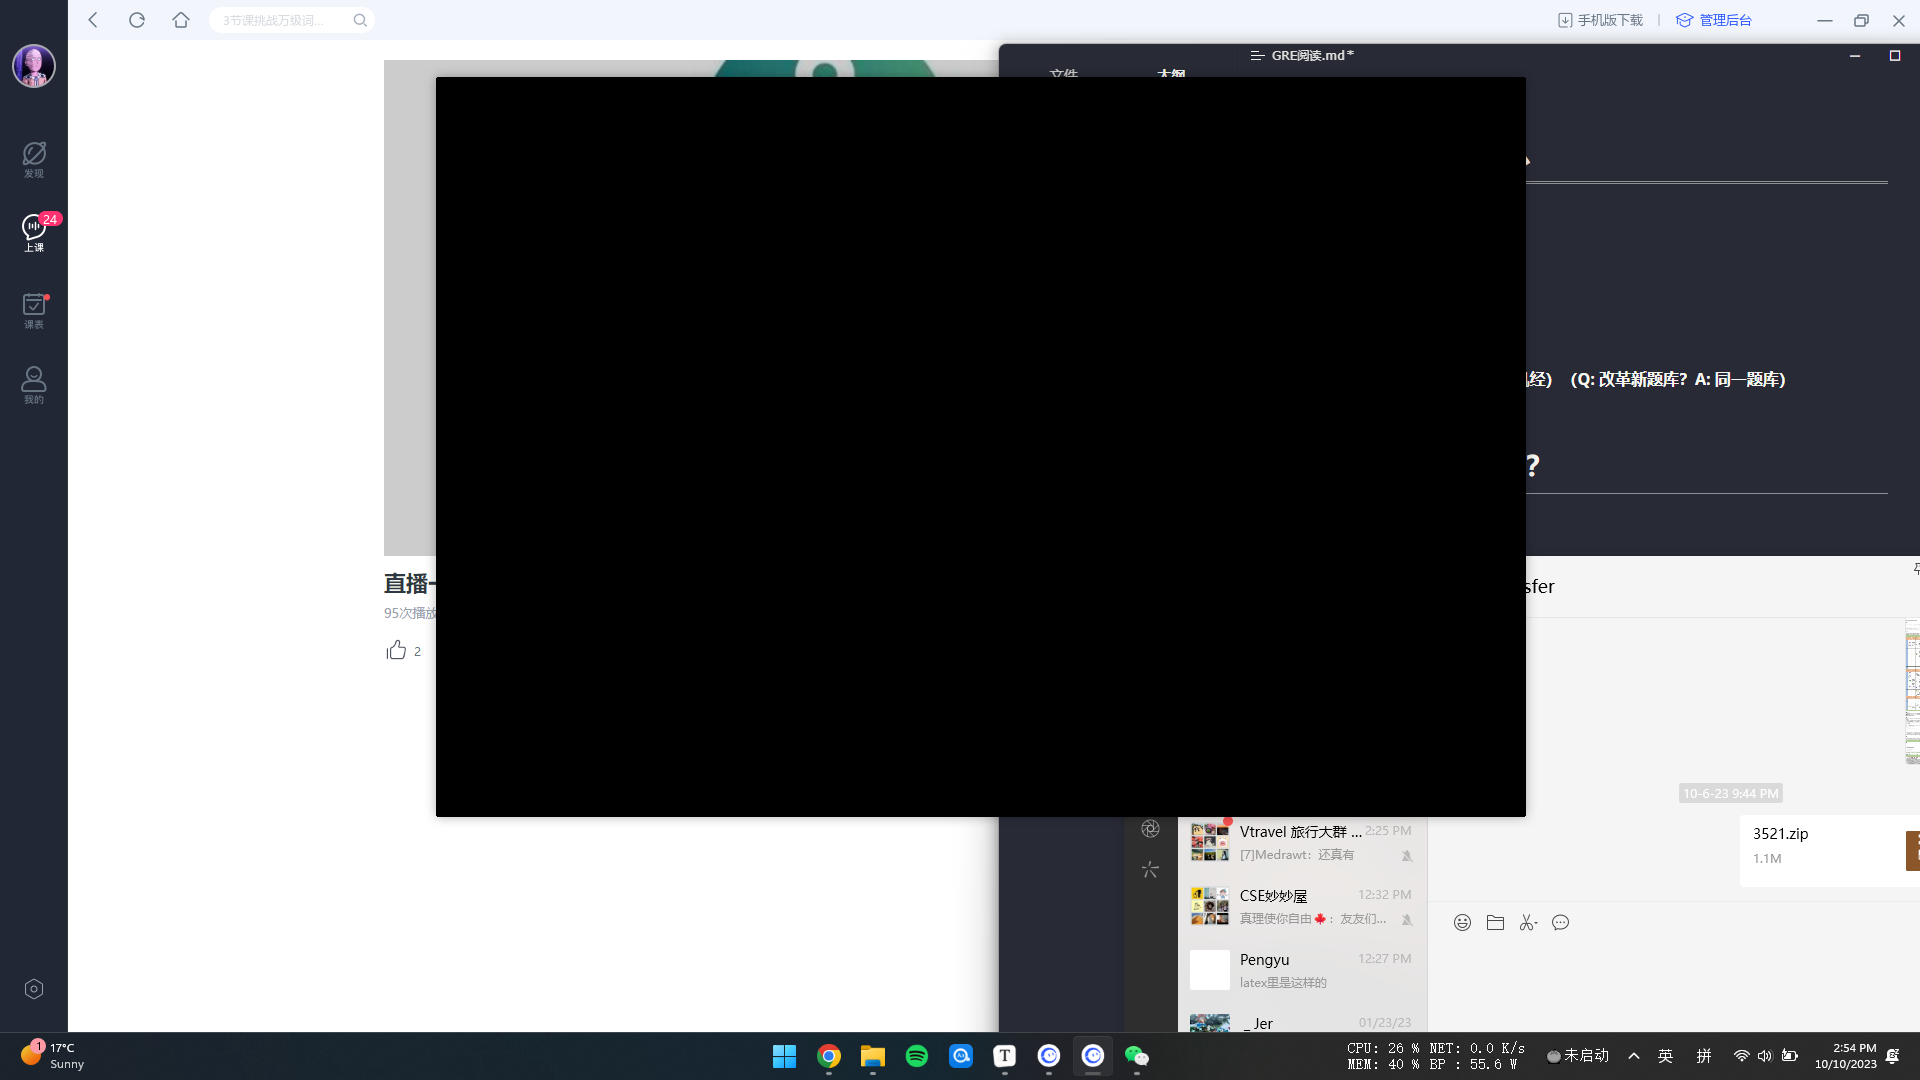 3节课挑战万级词...
手机版下载
管理后台
发现
24
上课
课表
我的
GRE阅读.md*
(Q: 改革新题库? A: 同一题库)
?
直播
95次播放
2
sfer
10-6-23 9:44 PM
3521.zip
1.1M
Vtravel 旅行大群 ...
2:25 PM
[7]Medrawt: 还真有
CSE妙妙屋
12:32 PM
真理使你自由🍁: 友友们...
Pengyu
12:27 PM
latex里是这样的
_ Jer
01/23/23
1
17°C
Sunny
CPU: 26 % NET: 0.0 K/s
MEM: 40 % BP : 55.6 W
未启动
英
拼
2:54 PM
10/10/2023